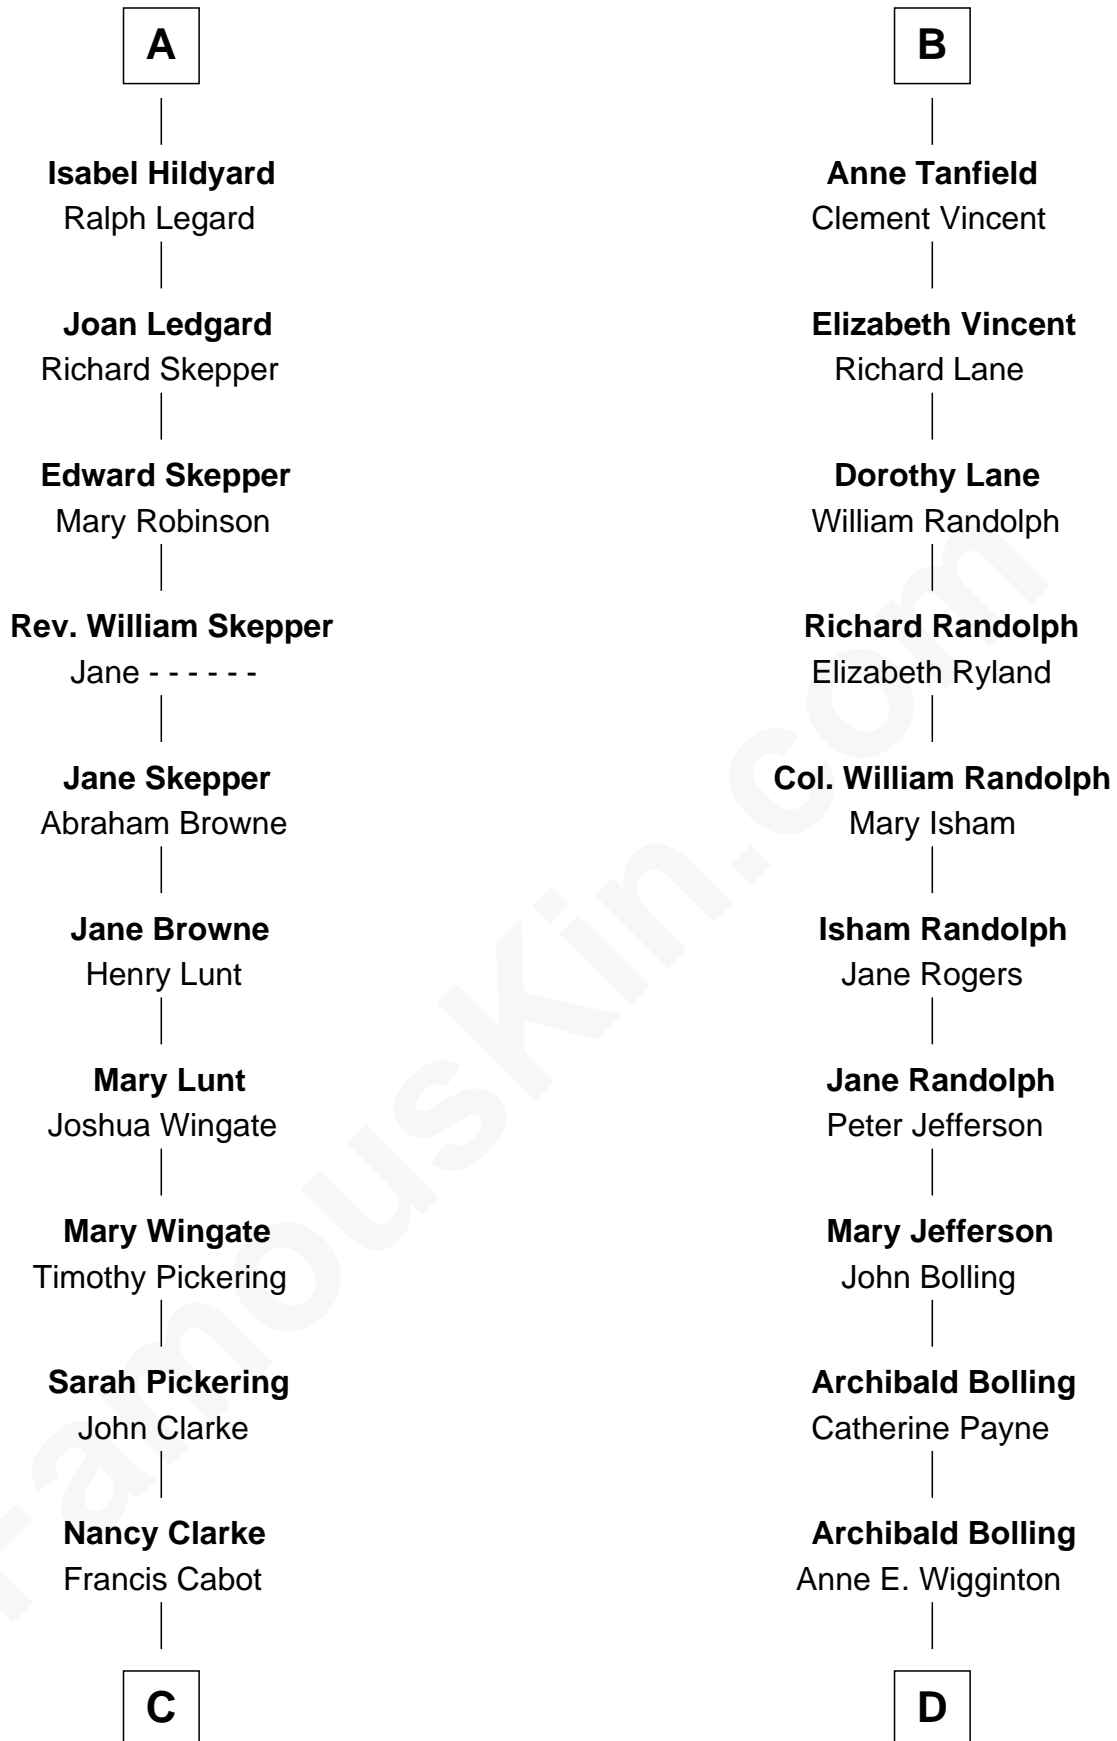 A
Isabel Hildyard
Ralph Legard
Joan Ledgard
Richard Skepper
Edward Skepper
Mary Robinson
Rev. William Skepper
Jane - - - - - -
Jane Skepper
Abraham Browne
Jane Browne
Henry Lunt
Mary Lunt
Joshua Wingate
Mary Wingate
Timothy Pickering
Sarah Pickering
John Clarke
Nancy Clarke
Francis Cabot
C
B
Anne Tanfield
Clement Vincent
Elizabeth Vincent
Richard Lane
Dorothy Lane
William Randolph
Richard Randolph
Elizabeth Ryland
Col. William Randolph
Mary Isham
Isham Randolph
Jane Rogers
Jane Randolph
Peter Jefferson
Mary Jefferson
John Bolling
Archibald Bolling
Catherine Payne
Archibald Bolling
Anne E. Wigginton
D
FamousKin.com